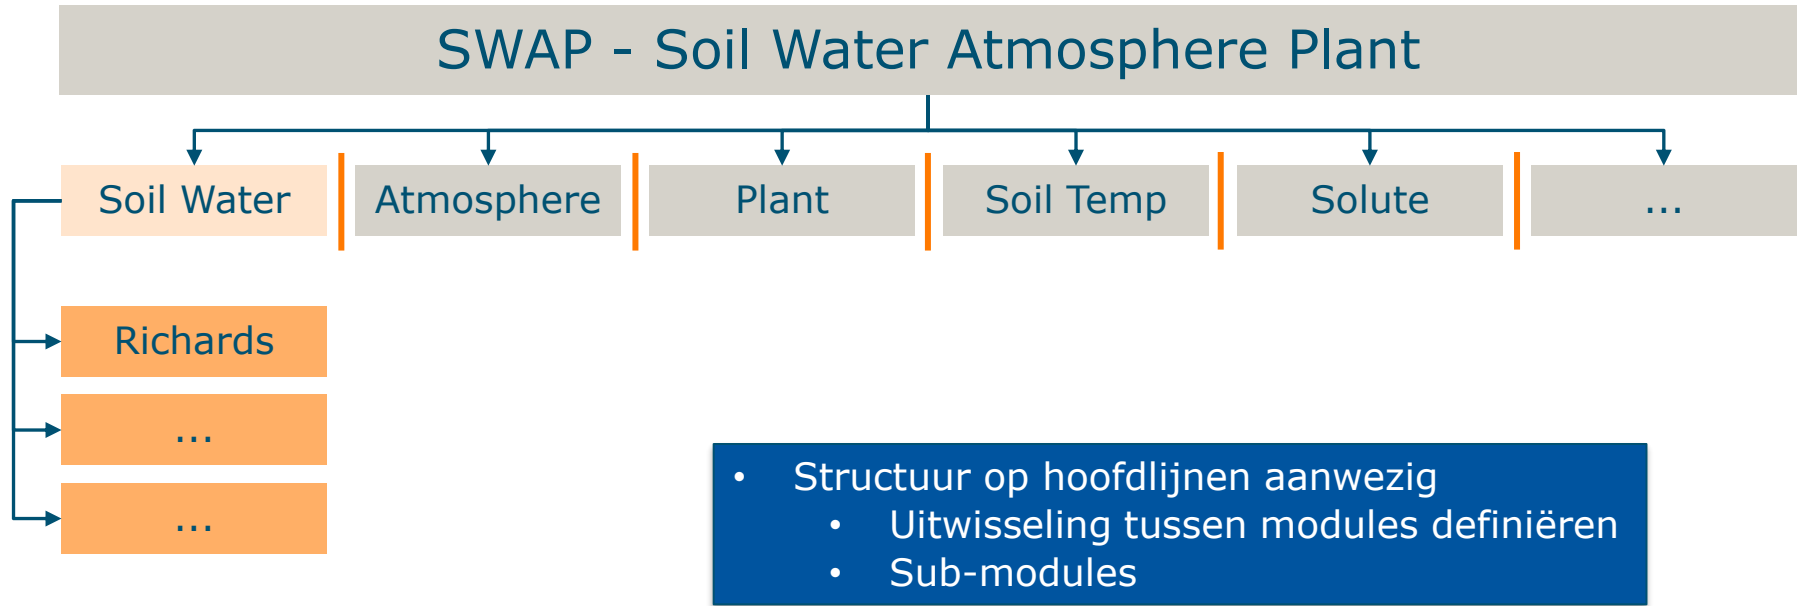 SWAP - Soil Water Atmosphere Plant
Soil Water
Atmosphere
Plant
Soil Temp
Solute
...
Richards
...
...
• Structuur op hoofdlijnen aanwezig
• Uitwisseling tussen modules definiëren
• Sub-modules